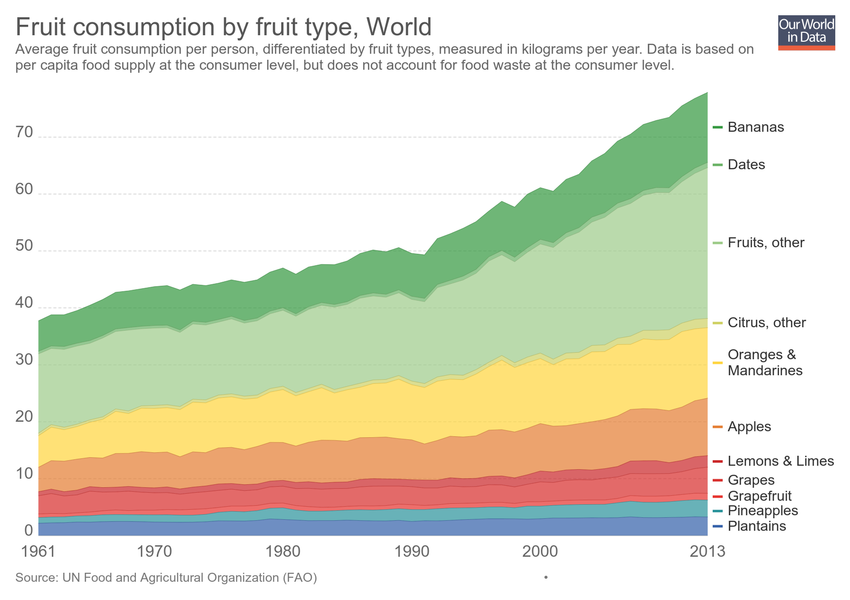 Fruit consumption by fruit type, World
Our World
in Data
Average fruit consumption per person, differentiated by fruit types, measured in kilograms per year. Data is based on
per capita food supply at the consumer level, but does not account for food waste at the consumer level.
70
60
50
40
30
20
10
0
1961
1970
1980
1990
2000
2013
Bananas
Dates
Fruits, other
Citrus, other
Oranges &
Mandarines
Apples
Lemons & Limes
Grapes
Grapefruit
Pineapples
Plantains
Source: UN Food and Agricultural Organization (FAO)